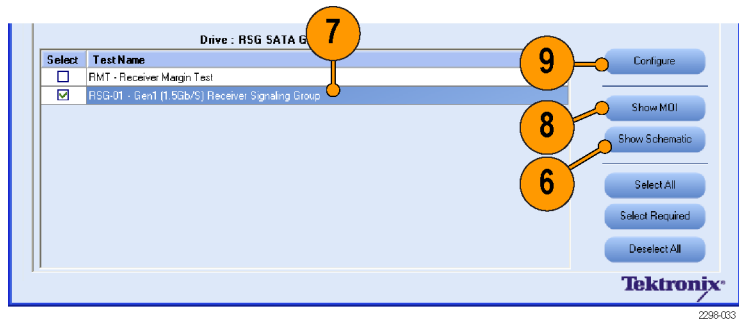 7
Drive : RSG SATA G
Select Test Name
RMT - Receiver Margin Test
RSG-01 - Gen1 (1.5Gb/S) Receiver Signaling Group
9
Configure
8
Show MOI
6
Show Schematic
Select All
Select Required
Deselect All
Tektronix
2298-033